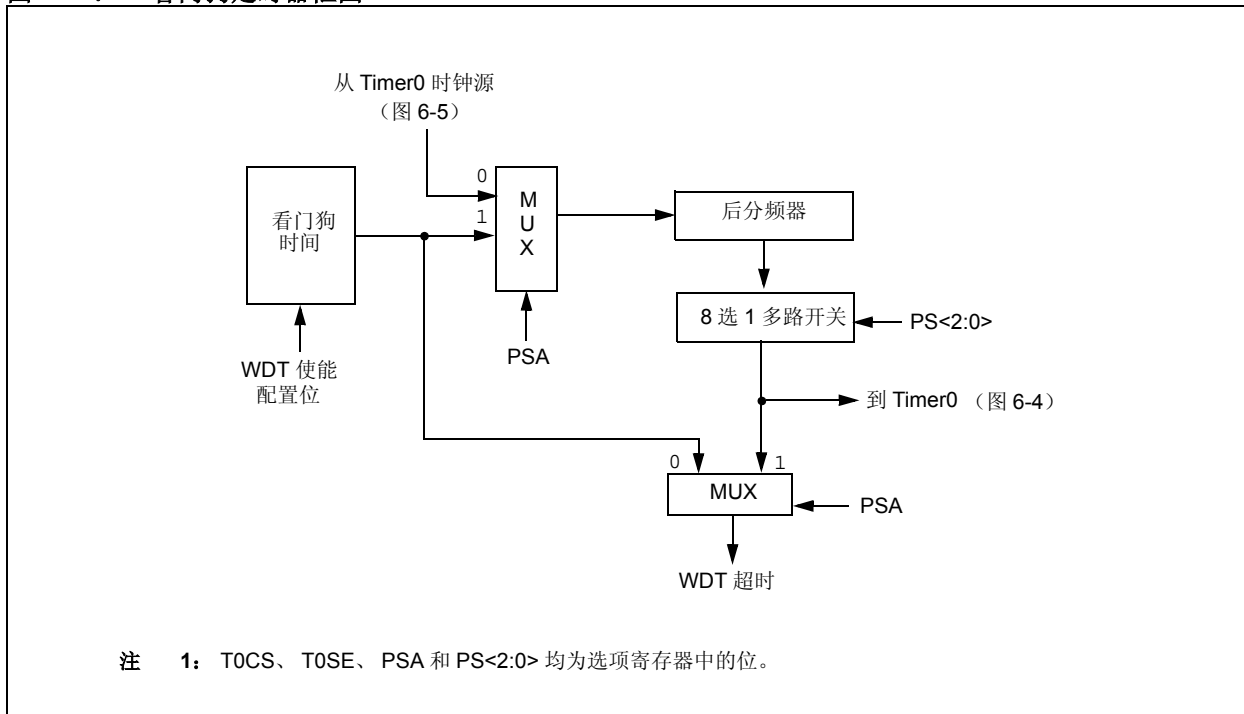 从 Timer0 时钟源
（图 6-5）
0
1
M
U
X
看门狗
时间
后分频器
8 选 1 多路开关
PS<2:0>
PSA
WDT 使能
配置位
到 Timer0 （图 6-4）
0
1
MUX
PSA
WDT 超时
注 1： T0CS、 T0SE、 PSA 和 PS<2:0> 均为选项寄存器中的位。